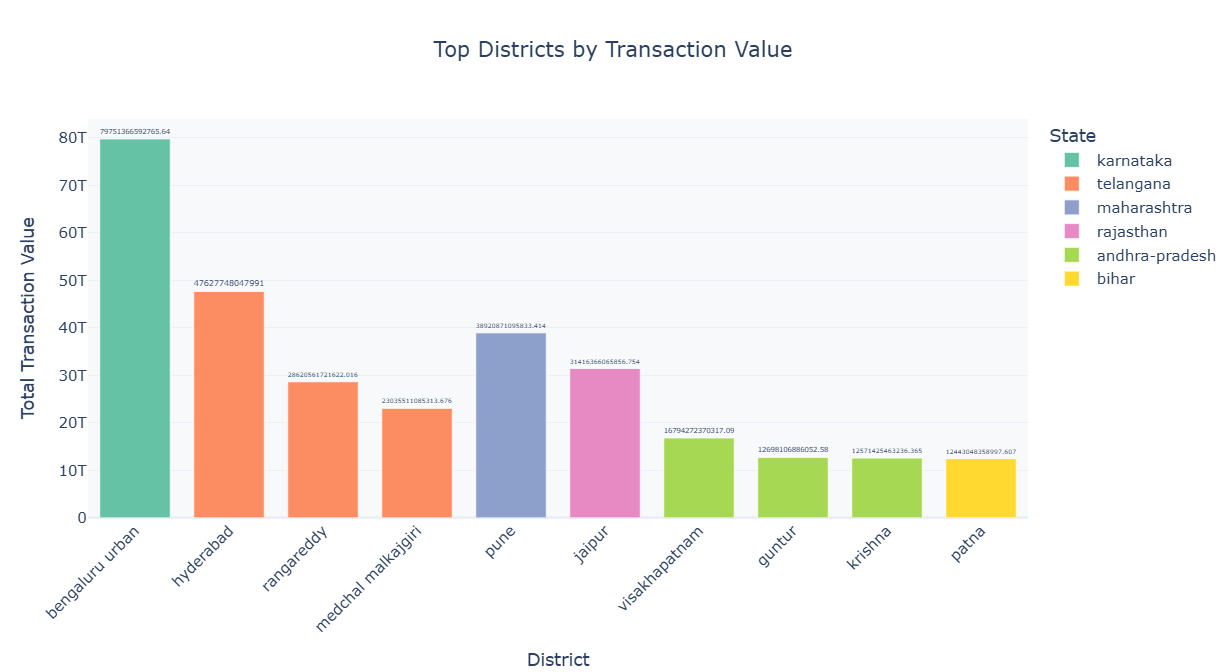 Top Districts by Transaction Value
Total Transaction Value
80T
70T
60T
50T
40T
30T
20T
10T
0
79751366592765.64
47627748047991
28620561721622.016
23035511085313.676
38920871095833.414
31416366065856.754
16794272370317.09
12698106886052.58
12571425463236.365
12443048358997.607
bengaluru urban
hyderabad
rangareddy
medchal malkajgiri
pune
jaipur
visakhapatnam
guntur
krishna
patna
District
State
karnataka
telangana
maharashtra
rajasthan
andhra-pradesh
bihar